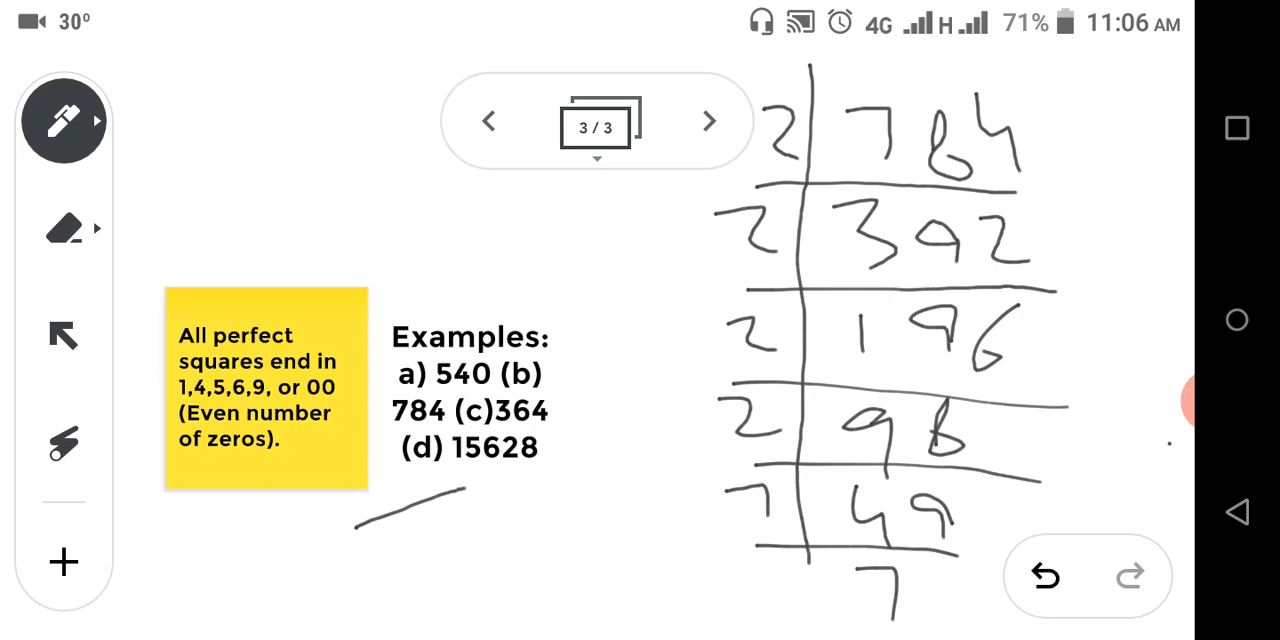 30°
4G H 71% 11:06 AM
3 / 3
All perfect
squares end in
1,4,5,6,9, or 00
(Even number
of zeros).
Examples:
a) 540 (b)
784 (c)364
(d) 15628
2 784
2 392
2 196
2 98
7 49
7